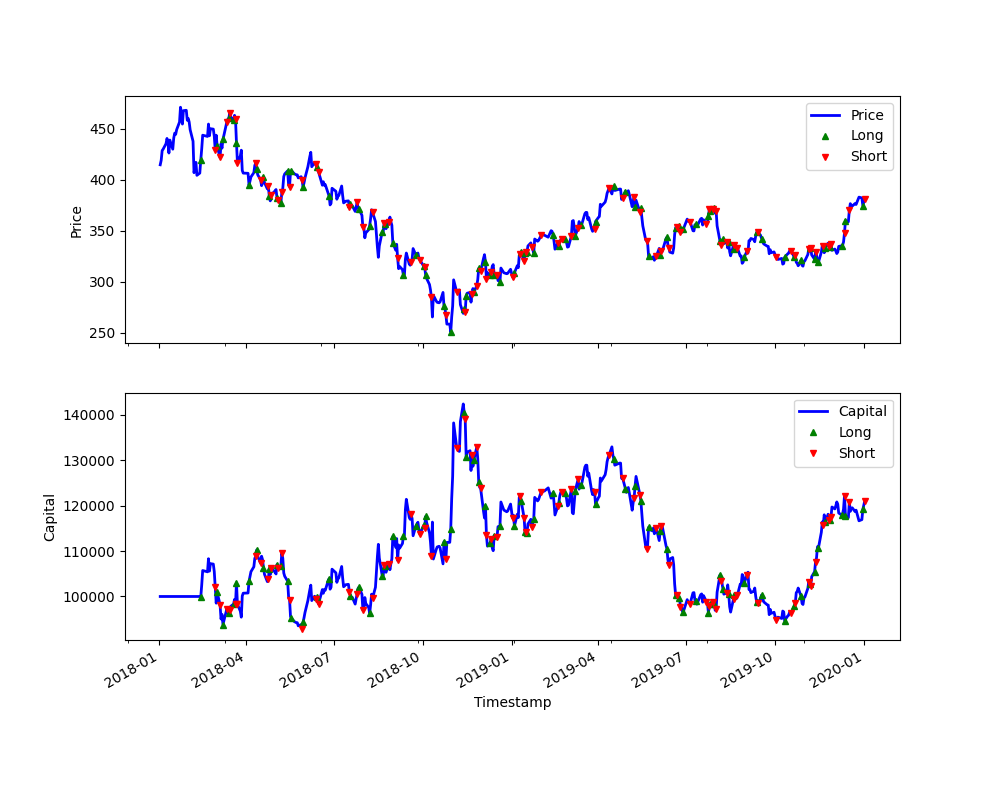 Price
450
400
350
300
250
Price
Long
Short
Capital
140000
130000
120000
110000
100000
Capital
Long
Short
2018-01
2018-04
2018-07
2018-10
2019-01
2019-04
2019-07
2019-10
2020-01
Timestamp